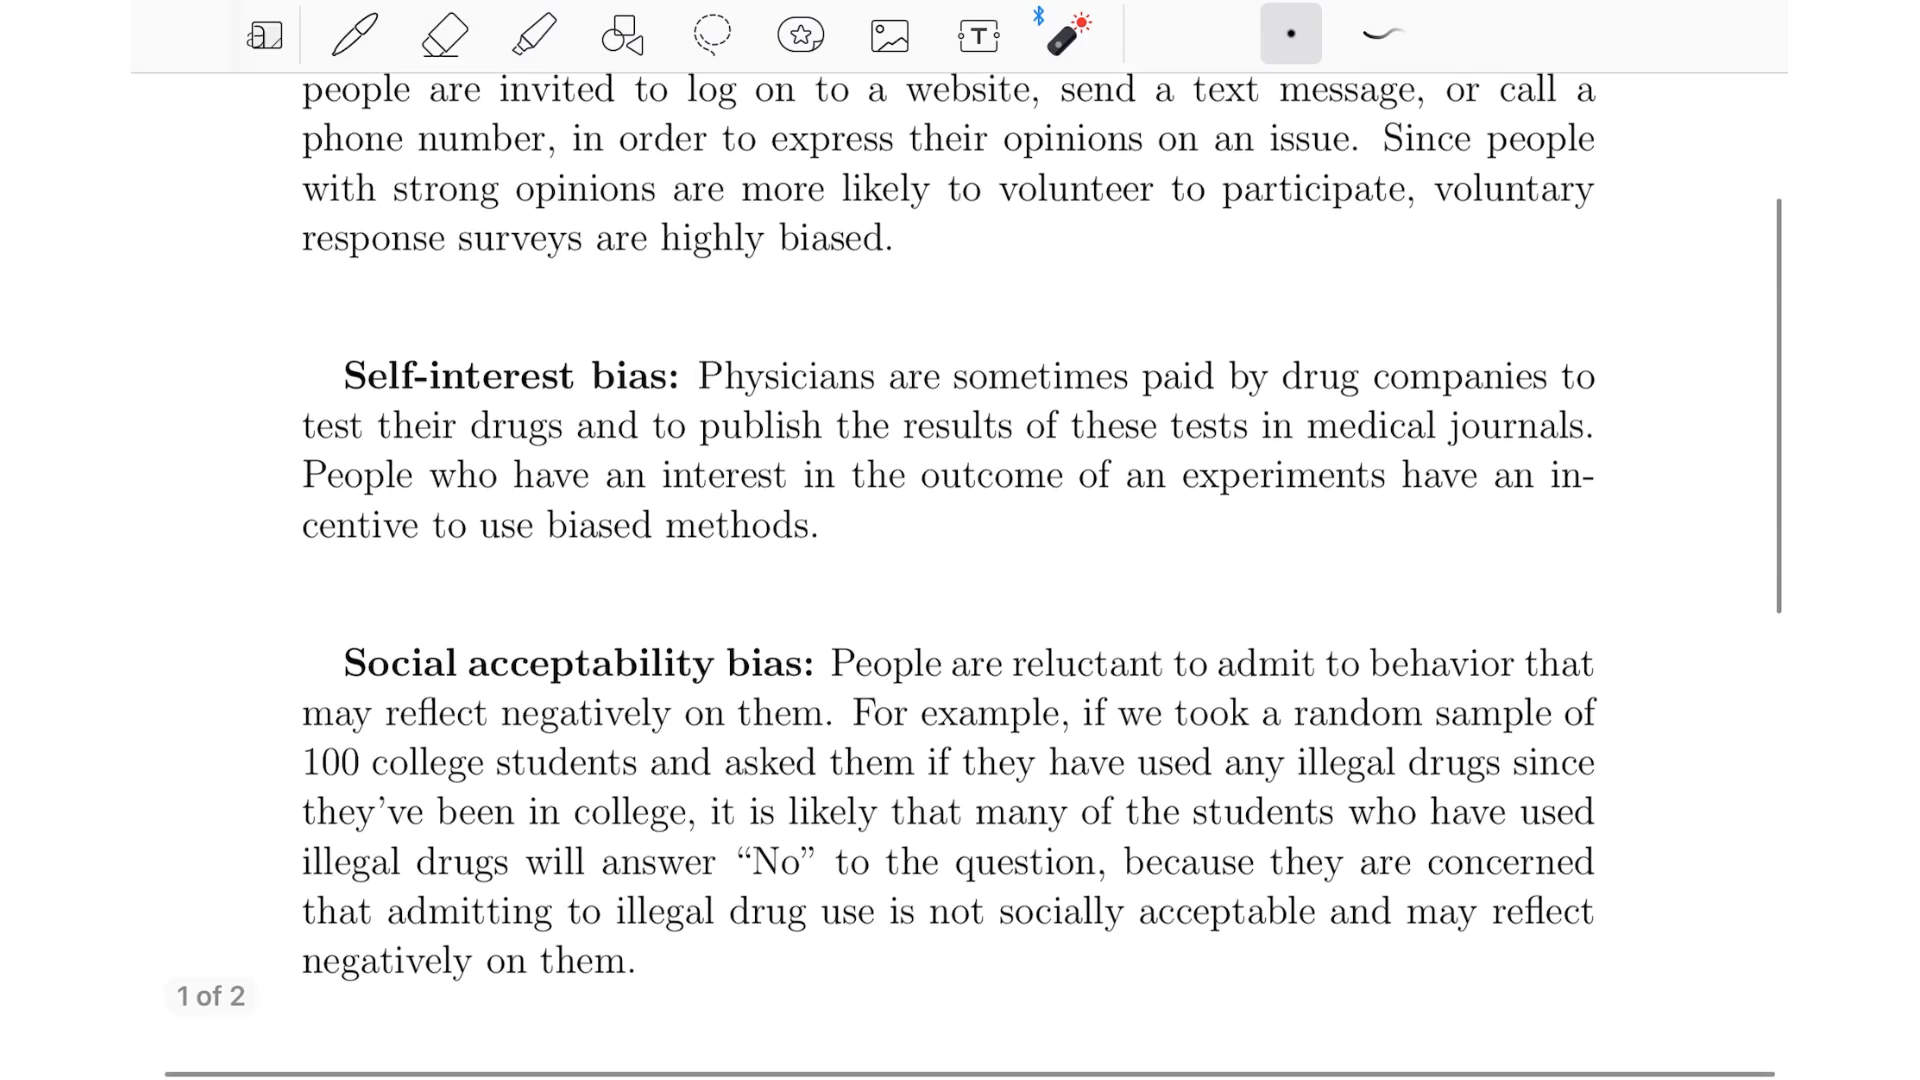 people are invited to log on to a website, send a text message, or call a
phone number, in order to express their opinions on an issue. Since people
with strong opinions are more likely to volunteer to participate, voluntary
response surveys are highly biased.
Self-interest bias: Physicians are sometimes paid by drug companies to
test their drugs and to publish the results of these tests in medical journals.
People who have an interest in the outcome of an experiments have an in-
centive to use biased methods.
Social acceptability bias: People are reluctant to admit to behavior that
may reflect negatively on them. For example, if we took a random sample of
100 college students and asked them if they have used any illegal drugs since
they've been in college, it is likely that many of the students who have used
illegal drugs will answer “No” to the question, because they are concerned
that admitting to illegal drug use is not socially acceptable and may reflect
negatively on them.
1 of 2